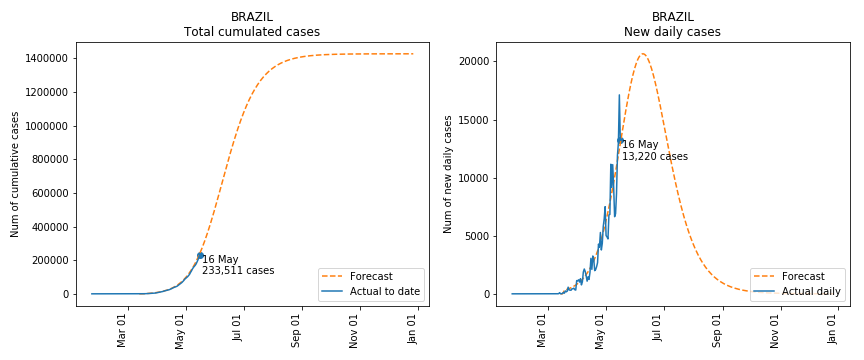 BRAZIL
Total cumulated cases
Num of cumulative cases
1400000
1200000
1000000
800000
600000
400000
200000
0
16 May
233,511 cases
Forecast
Actual to date
Mar 01
May 01
Jul 01
Sep 01
Nov 01
Jan 01
BRAZIL
New daily cases
Num of new daily cases
20000
15000
10000
5000
0
16 May
13,220 cases
Forecast
Actual daily
Mar 01
May 01
Jul 01
Sep 01
Nov 01
Jan 01